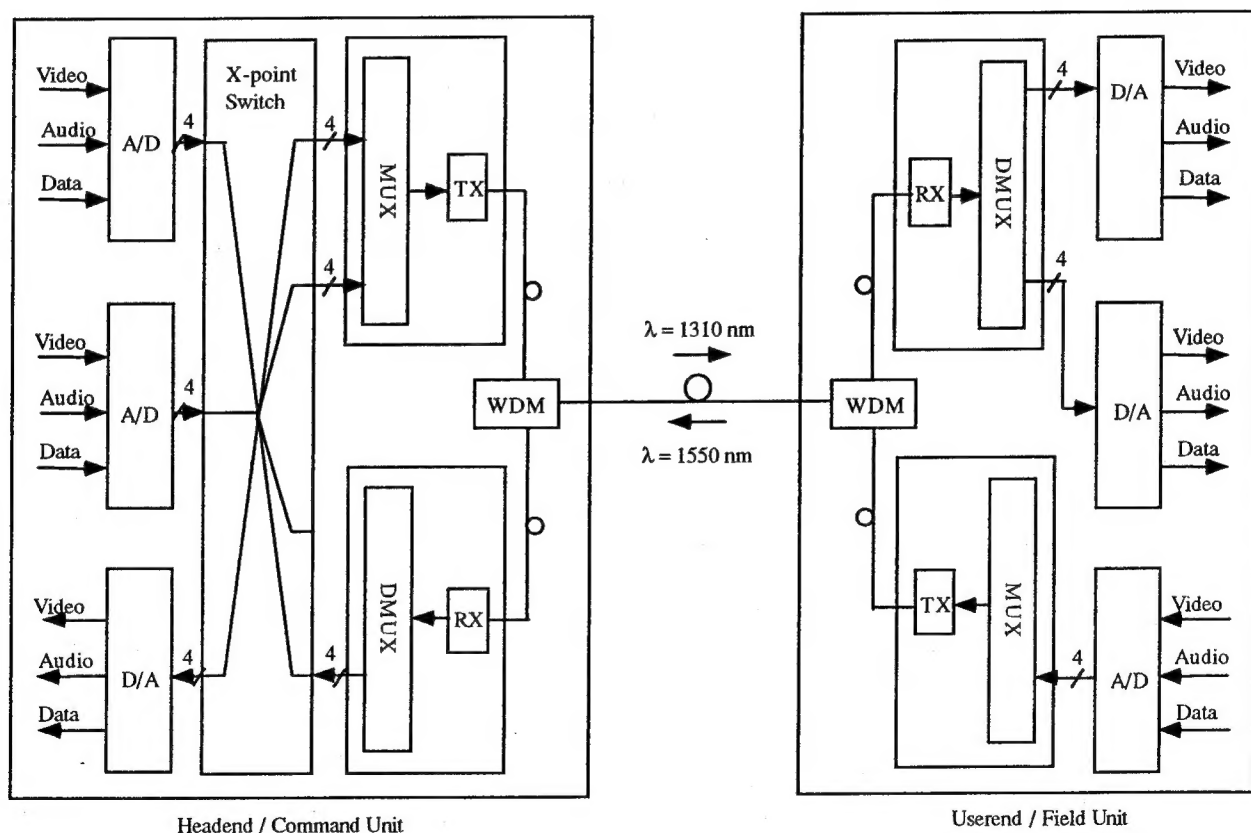 Video
Audio
Data
A/D
4
X-point
Switch
4
4
MUX
TX
Video
Audio
Data
A/D
4
WDM
Video
Audio
Data
D/A
4
4
DMUX
RX
Headend / Command Unit
λ = 1310 nm
λ = 1550 nm
RX
DMUX
4
4
D/A
Video
Audio
Data
WDM
D/A
Video
Audio
Data
TX
MUX
4
A/D
Video
Audio
Data
Userend / Field Unit